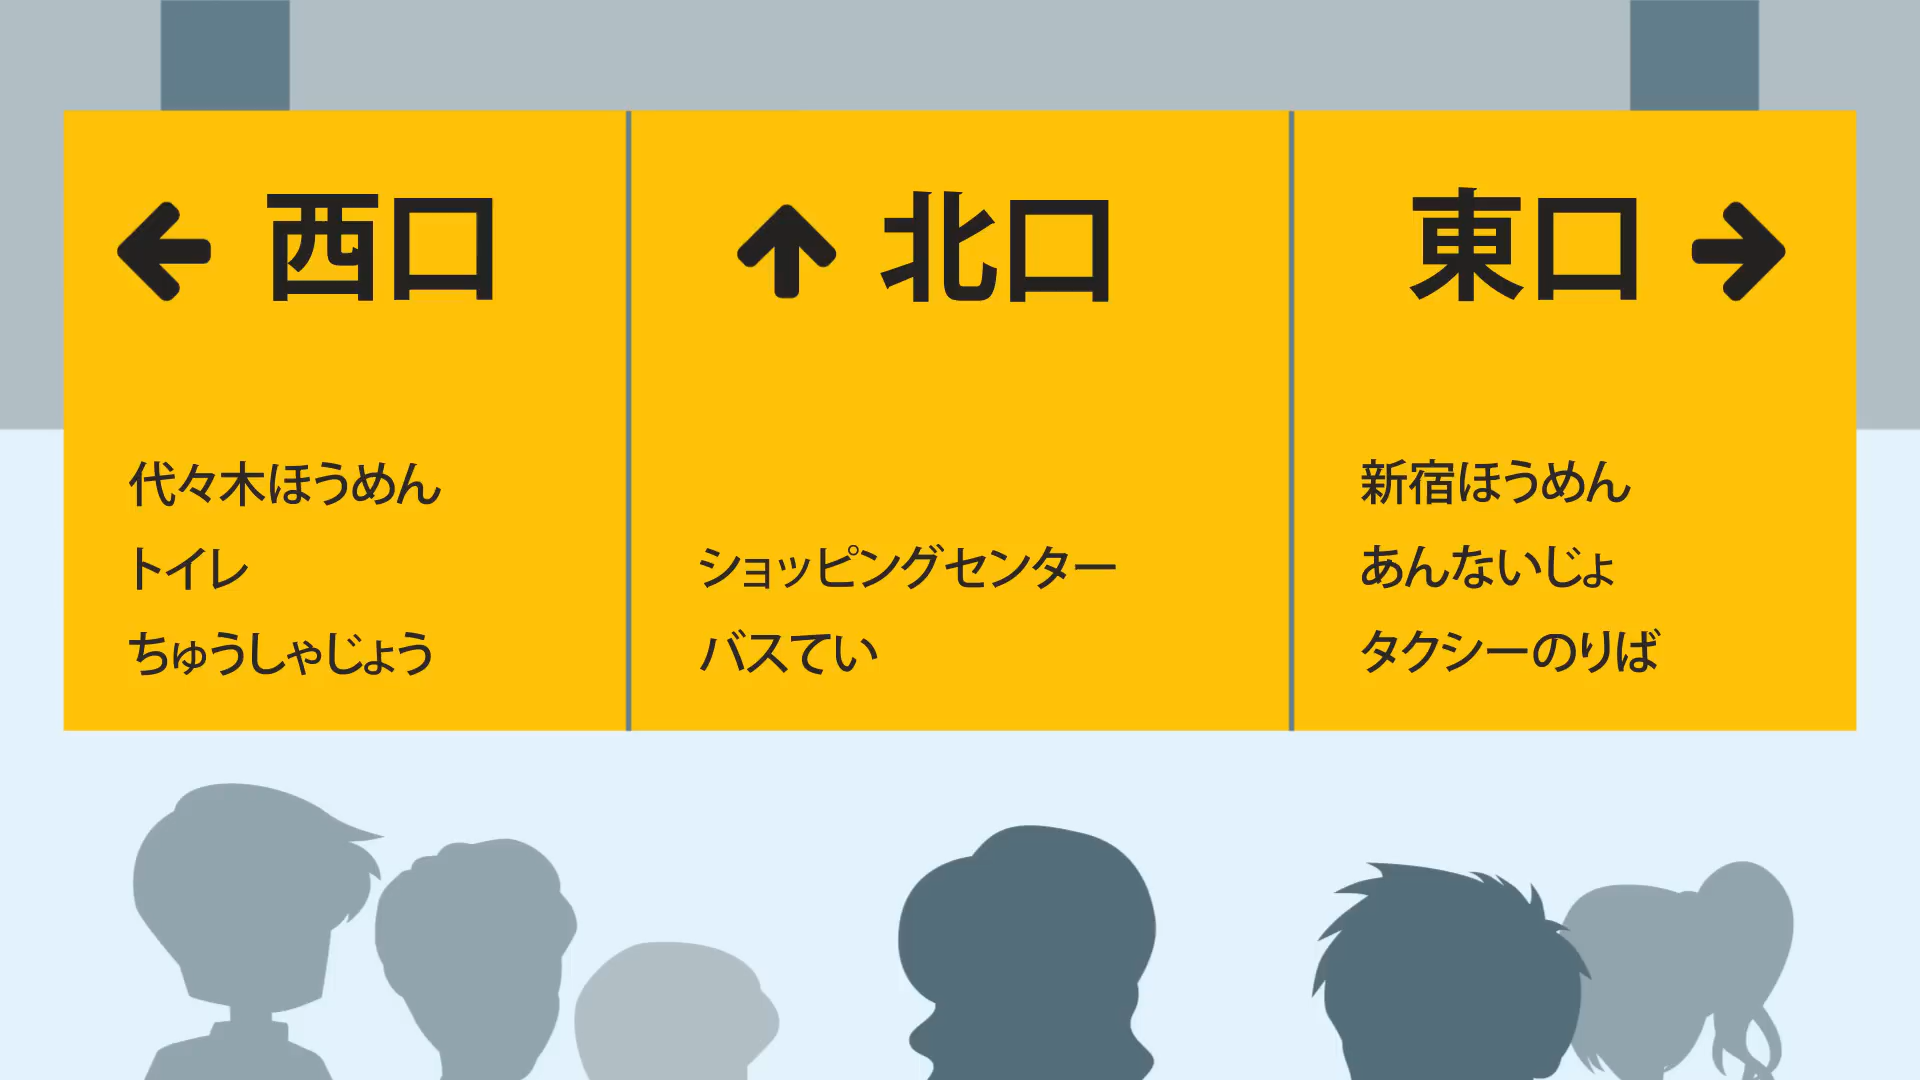 西口
代々木ほうめん
トイレ
ちゅうしゃじょう
北口
ショッピングセンター
バスてい
東口
新宿ほうめん
あんないじょ
タクシーのりば